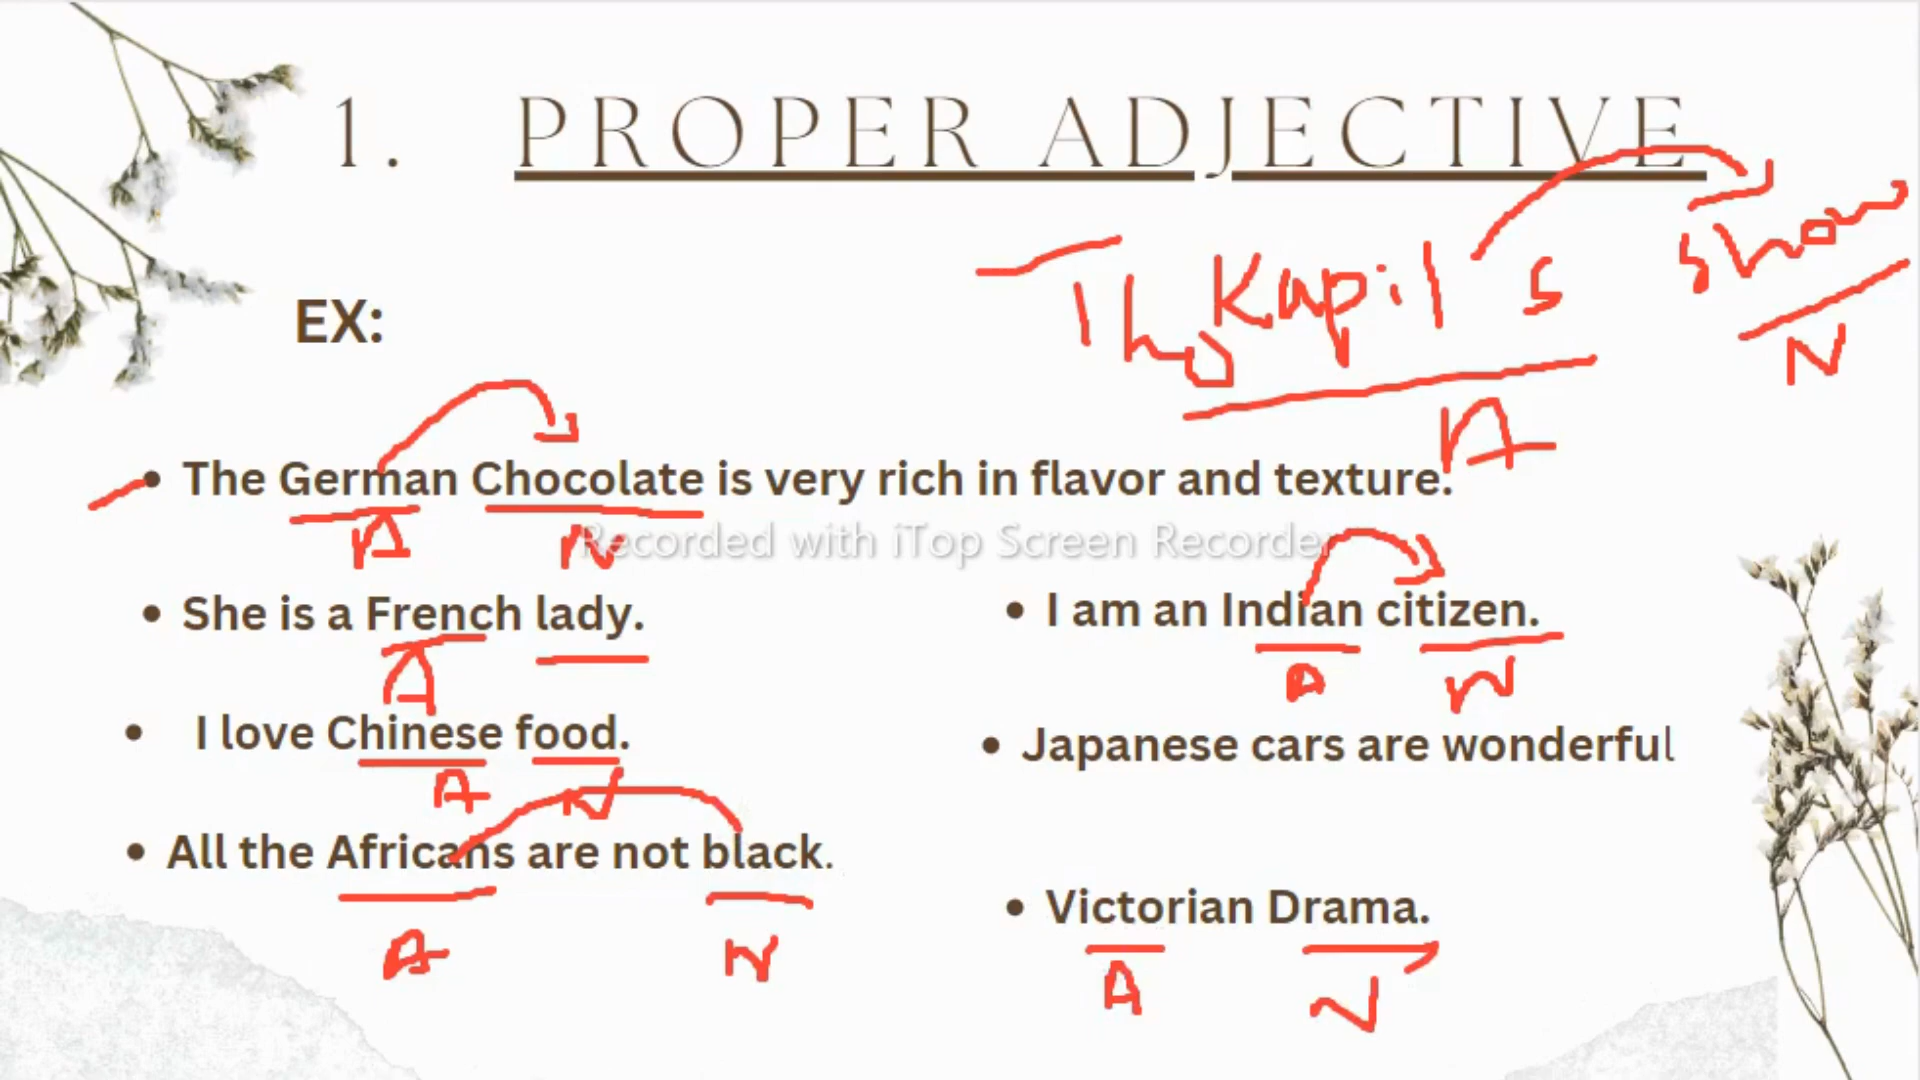 1. PROPER ADJECTIVE
The Kapil s show
N
EX:
A
The German Chocolate is very rich in flavor and texture.
A N
Recorded with iTop Screen Recorder
She is a French lady.
A
I am an Indian citizen.
A N
I love Chinese food.
A N
Japanese cars are wonderful
All the Africans are not black.
A N
Victorian Drama.
A N